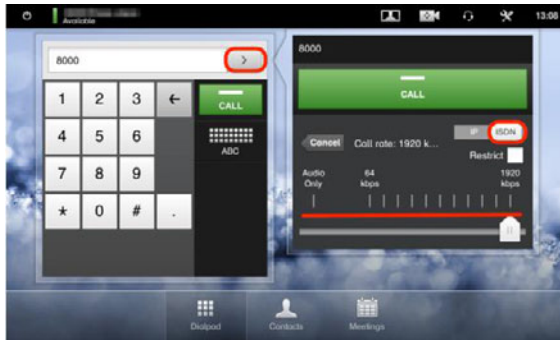 Available
13:08
8000
>
1 2 3 ←
CALL
4 5 6
ABC
7 8 9
* 0 # .
8000
CALL
Cancel Call rate: 1920 k...
IP ISDN
Restrict
Audio Only
64 kbps
1920 kbps
Dialpad Contacts Meetings